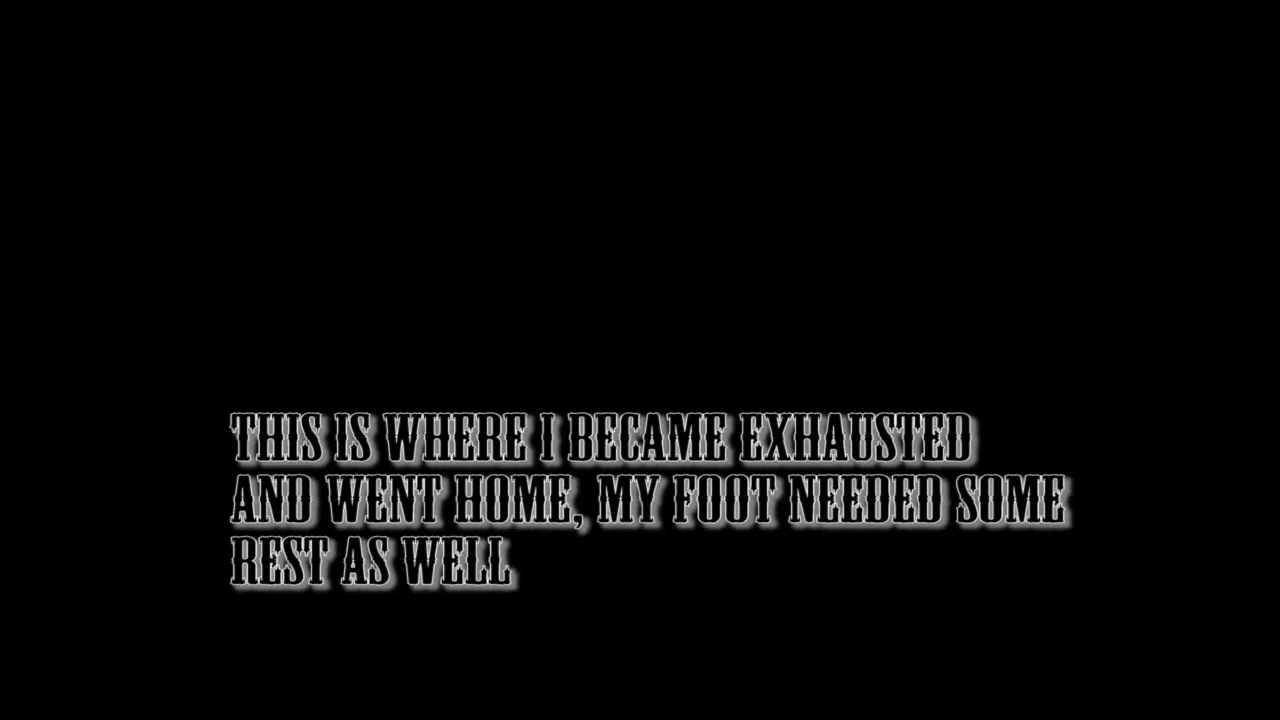 THIS IS WHERE I BECAME EXHAUSTED
AND WENT HOME, MY FOOT NEEDED SOME
REST AS WELL